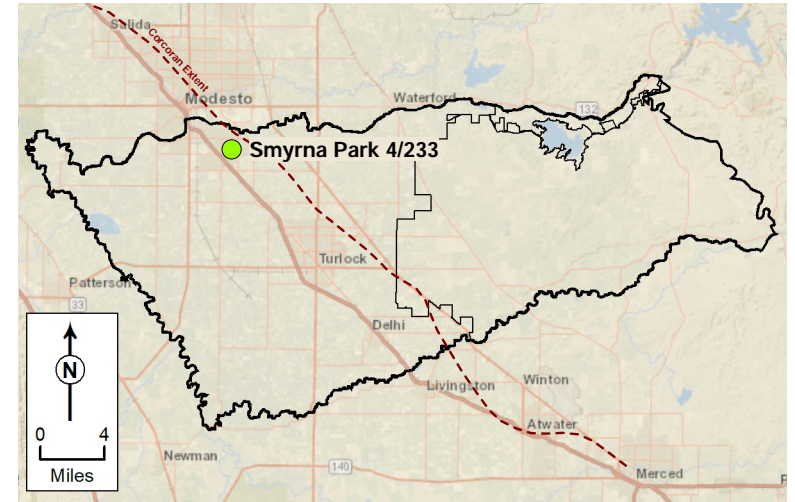 Salida
Corcoran Extent
Modesto
Waterford
132
Smyrna Park 4/233
Turlock
Patterson
33
Delhi
N
0 4
Miles
Livingston
Winton
Atwater
Newman
140
Merced
P